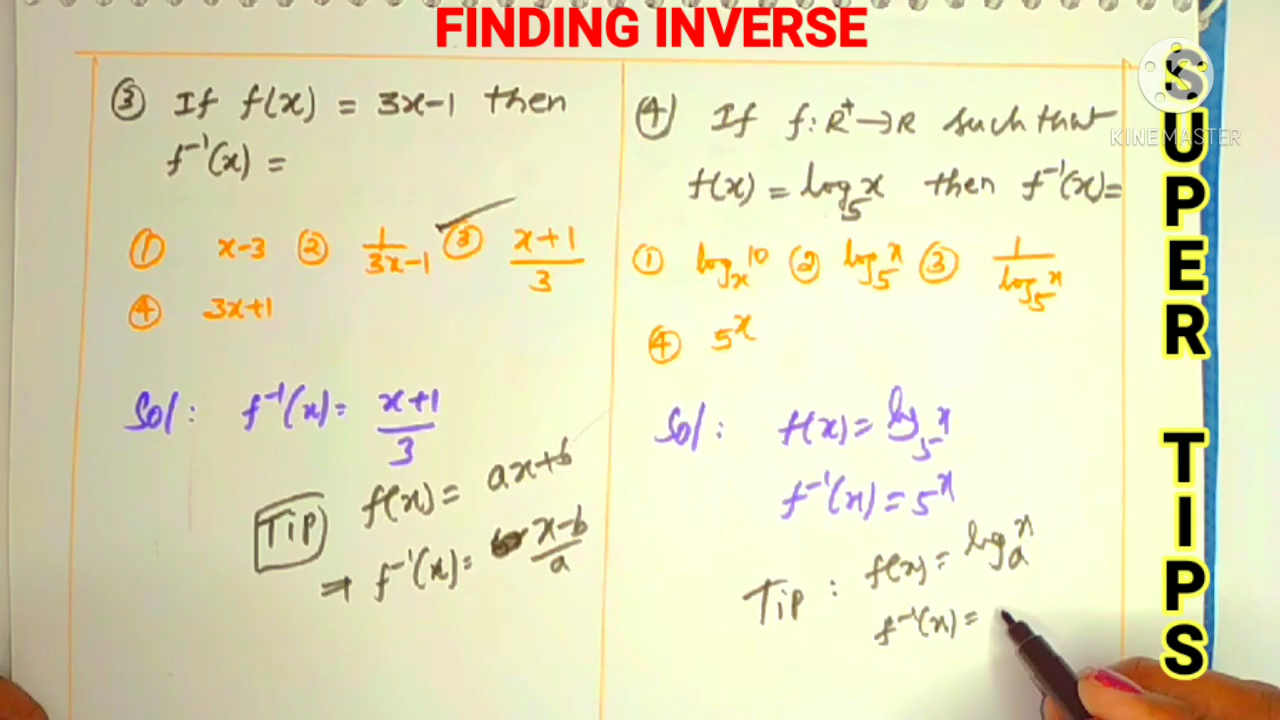 FINDING INVERSE
③ If f(x) = 3x-1 then
f⁻¹(x) =
① x-3 ② 1/(3x-1) ③ (x+1)/3
④ 3x+1
Sol: f⁻¹(x) = (x+1)/3
Tip f(x) = ax+b
⇒ f⁻¹(x) = (x-b)/a
④ If f: R⁺→R such that
f(x) = log₅x then f⁻¹(x)=
① logₓ10 ② log₅x ③ 1/log₅x
④ 5ˣ
Sol: f(x) = log₅x
f⁻¹(x) = 5ˣ
Tip : f(x) = logₐx
f⁻¹(x) =
SUPER TIPS
KINEMASTER